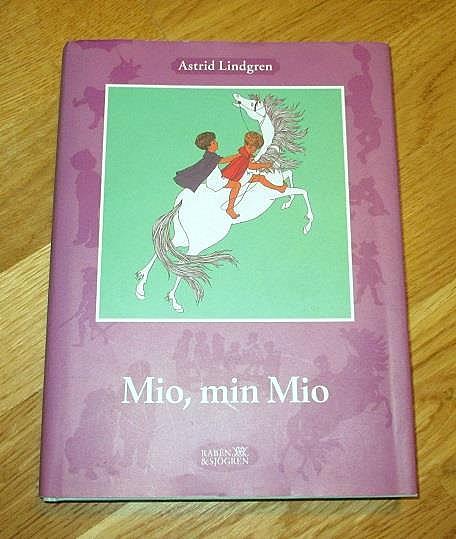 Astrid Lindgren
Mio, min Mio
RABÉN
& SJÖGREN